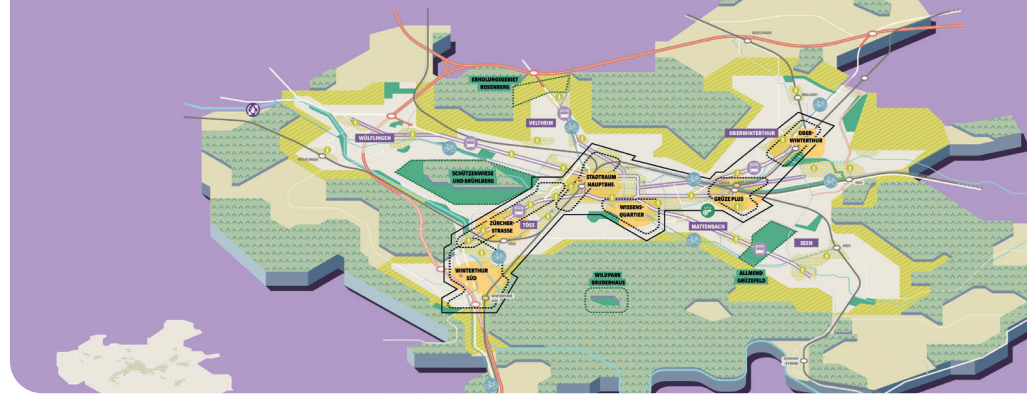 ERHOLUNGSGEBIET
ROSENBERG
VELTHEIM
WÜLFLINGEN
OBERWINTERTHUR
OBER-
WINTERTHUR
SCHÜTZENWIESE
UND BRÜHLBERG
STADTRAUM
HAUPTBHF.
GRÜZE PLUS
WISSENS-
QUARTIER
ZÜRCHER-
STRASSE
TÖSS
MATTENBACH
SEEN
WINTERTHUR
SÜD
WILDPARK
BRUDERHAUS
ALLMEND
GRÜZEFELD